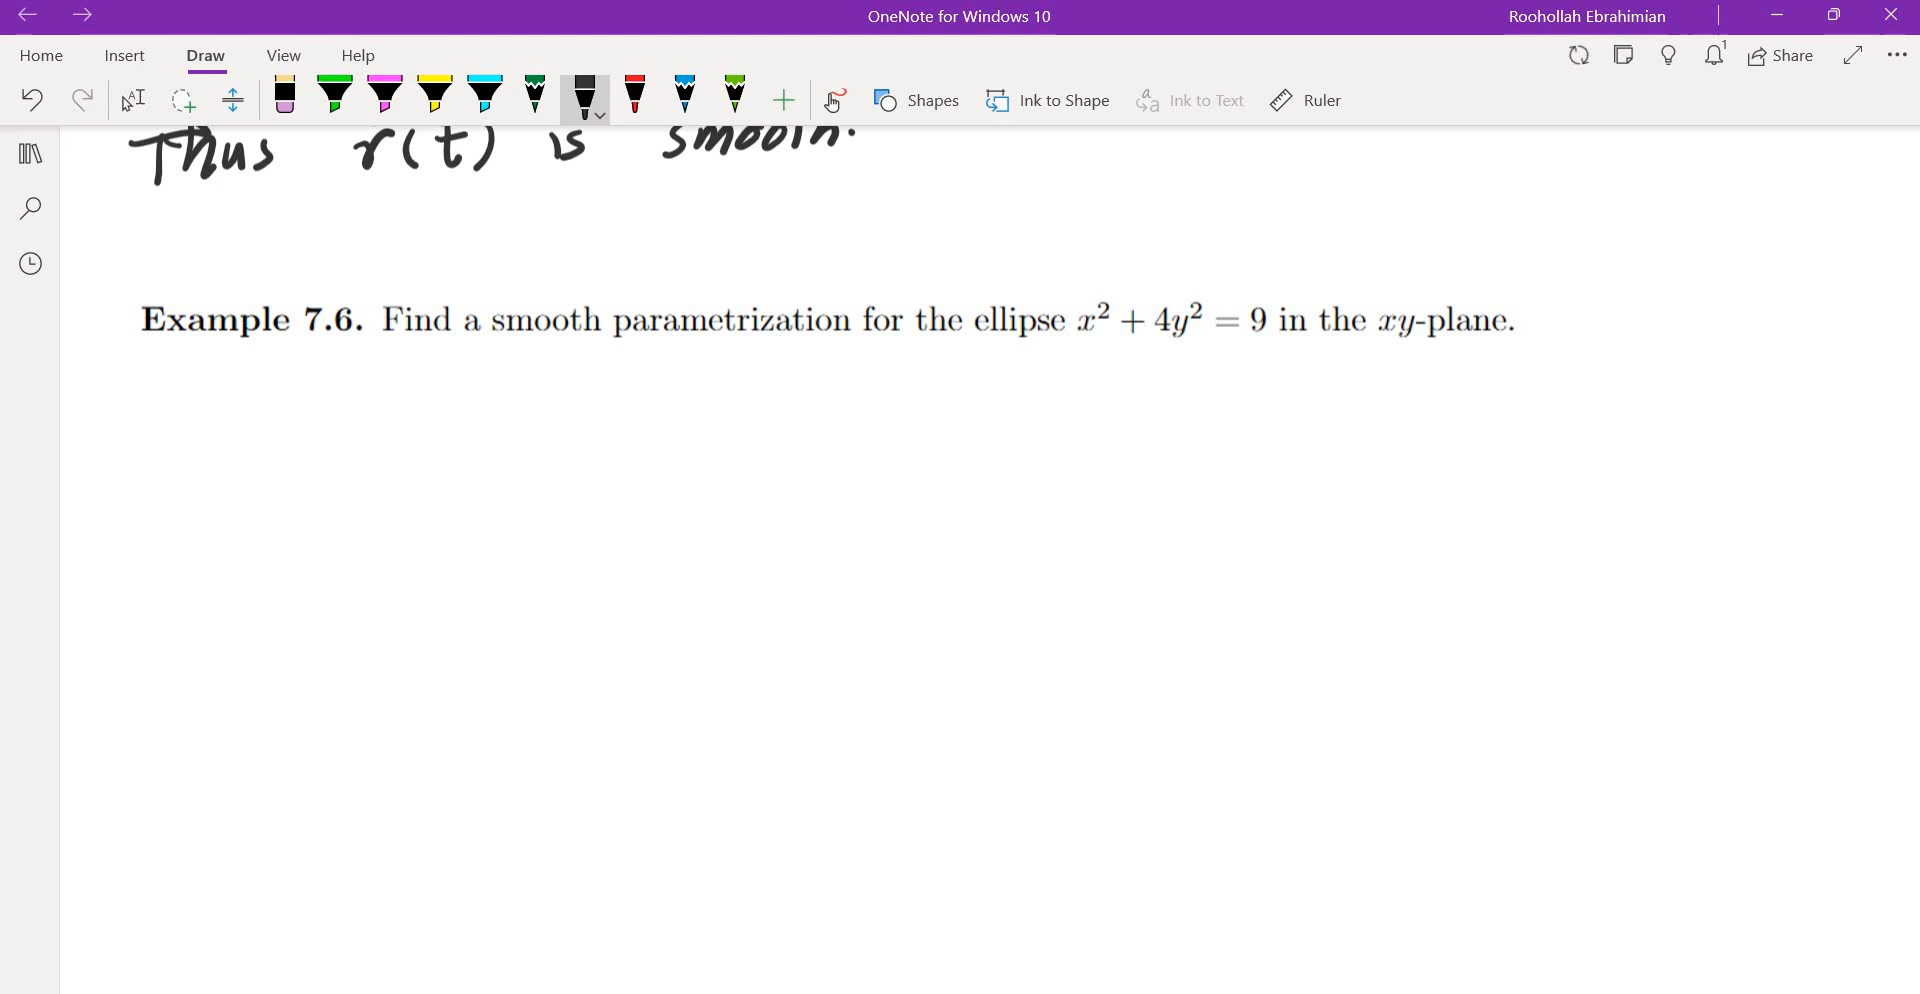 OneNote for Windows 10
Roohollah Ebrahimian
Home Insert Draw View Help
1
Share
Shapes
Ink to Shape
Ink to Text
Ruler
Thus r(t) is smooth.
Example 7.6. Find a smooth parametrization for the ellipse x² + 4y² = 9 in the xy-plane.